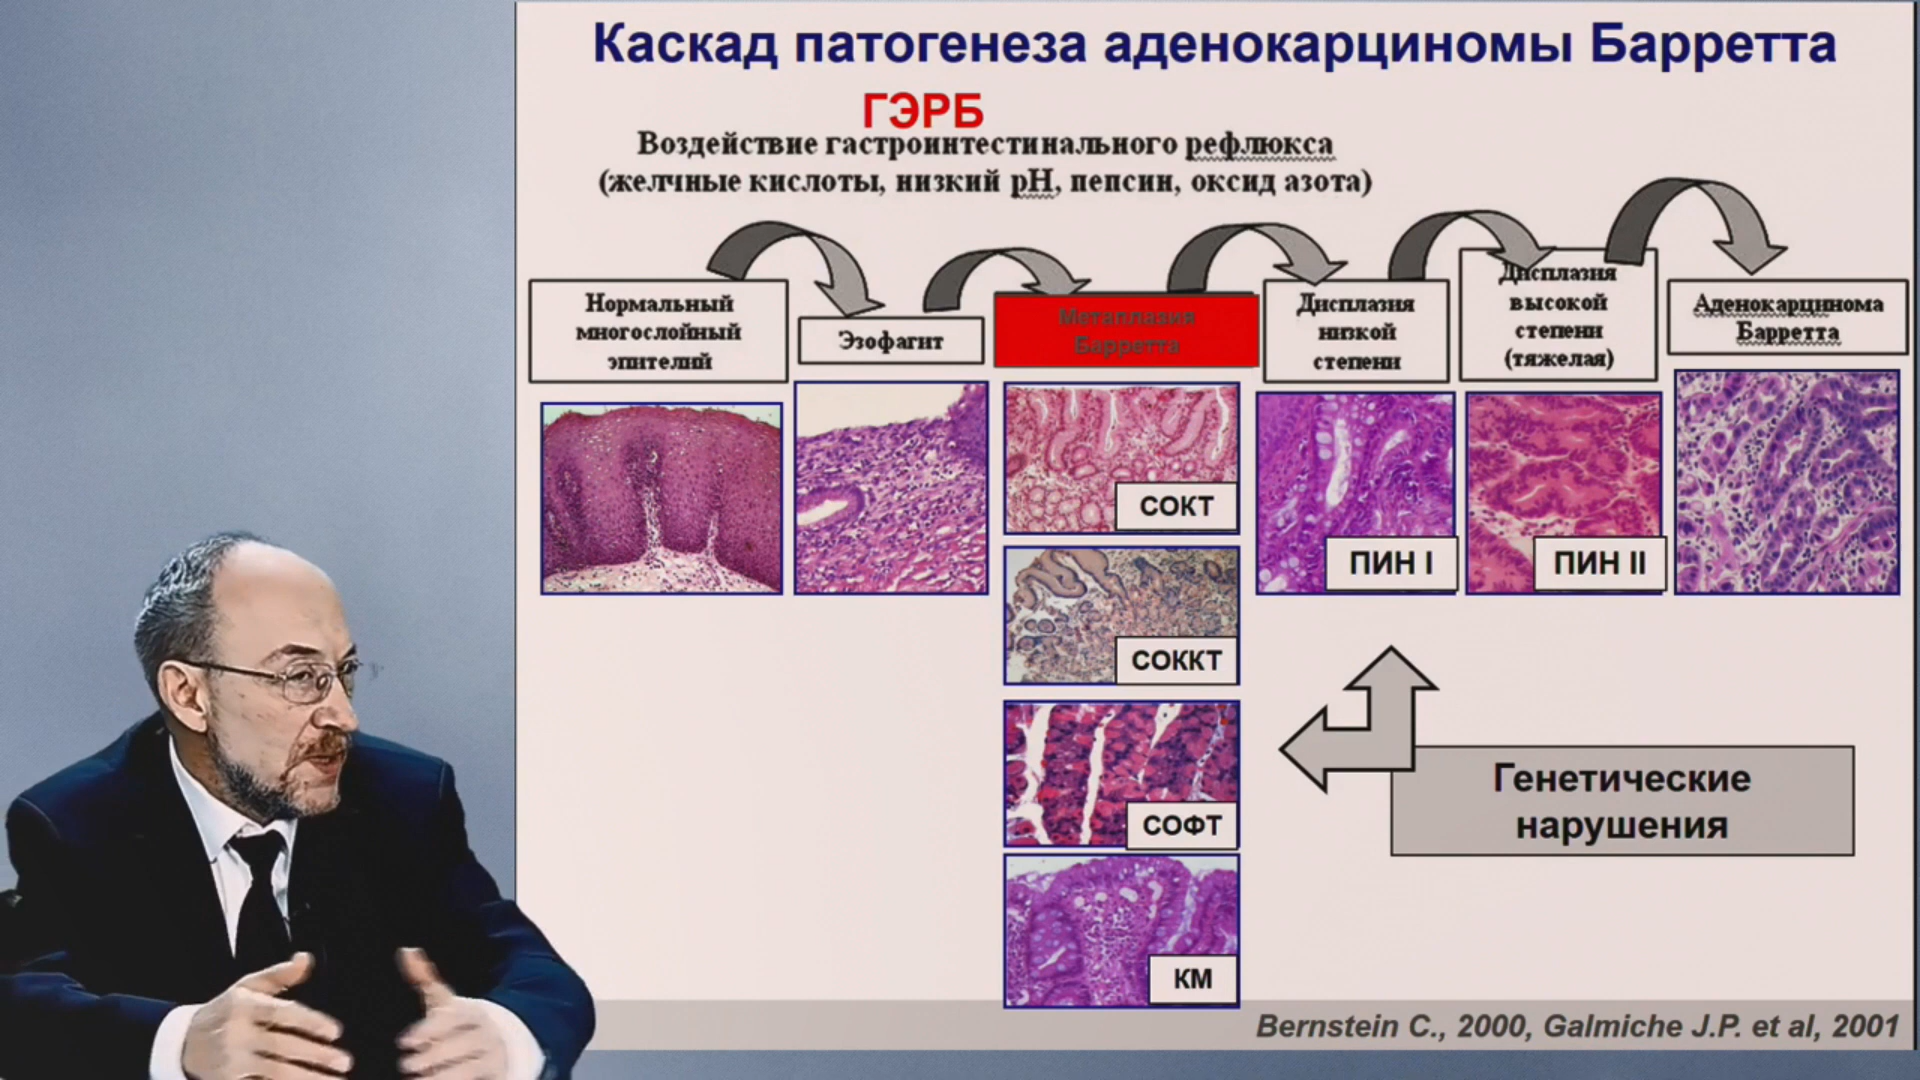 Каскад патогенеза аденокарциномы Барретта
ГЭРБ
Воздействие гастроинтестинального рефлюкса
(желчные кислоты, низкий pH, пепсин, оксид азота)
Нормальный
многослойный
эпителий
Эзофагит
Метаплазия
Барретта
Дисплазия
низкой
степени
Дисплазия
высокой
степени
(тяжелая)
Аденокарцинома
Барретта
СОКТ
СОККТ
СОФТ
КМ
ПИН I
ПИН II
Генетические
нарушения
Bernstein C., 2000, Galmiche J.P. et al, 2001